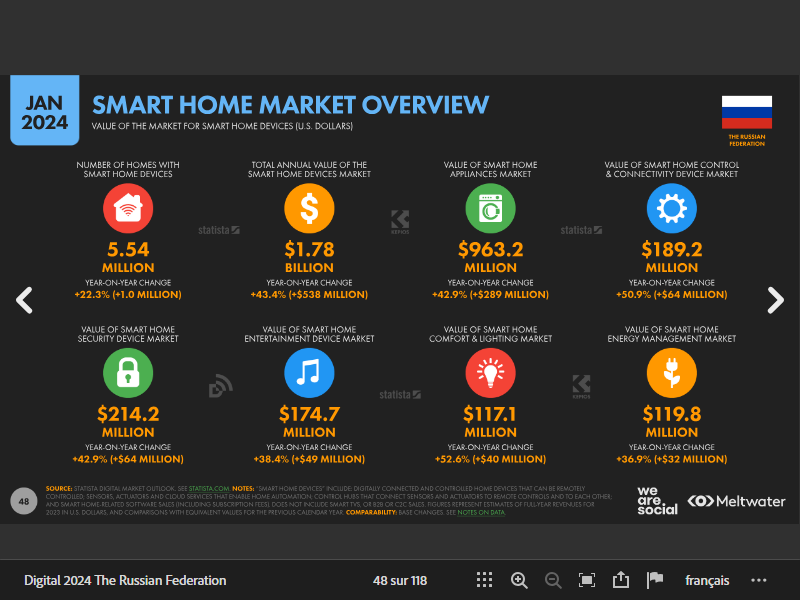 JAN
2024
SMART HOME MARKET OVERVIEW
VALUE OF THE MARKET FOR SMART HOME DEVICES (U.S. DOLLARS)
THE RUSSIAN
FEDERATION
NUMBER OF HOMES WITH
SMART HOME DEVICES
5.54
MILLION
YEAR-ON-YEAR CHANGE
+22.3% (+1.0 MILLION)
TOTAL ANNUAL VALUE OF THE
SMART HOME DEVICES MARKET
$1.78
BILLION
YEAR-ON-YEAR CHANGE
+43.4% (+$538 MILLION)
VALUE OF SMART HOME
APPLIANCES MARKET
$963.2
MILLION
YEAR-ON-YEAR CHANGE
+42.9% (+$289 MILLION)
VALUE OF SMART HOME CONTROL
& CONNECTIVITY DEVICE MARKET
$189.2
MILLION
YEAR-ON-YEAR CHANGE
+50.9% (+$64 MILLION)
statista
KEPIOS
statista
VALUE OF SMART HOME
SECURITY DEVICE MARKET
$214.2
MILLION
YEAR-ON-YEAR CHANGE
+42.9% (+$64 MILLION)
VALUE OF SMART HOME
ENTERTAINMENT DEVICE MARKET
$174.7
MILLION
YEAR-ON-YEAR CHANGE
+38.4% (+$49 MILLION)
VALUE OF SMART HOME
COMFORT & LIGHTING MARKET
$117.1
MILLION
YEAR-ON-YEAR CHANGE
+52.6% (+$40 MILLION)
VALUE OF SMART HOME
ENERGY MANAGEMENT MARKET
$119.8
MILLION
YEAR-ON-YEAR CHANGE
+36.9% (+$32 MILLION)
statista
KEPIOS
48
SOURCE: STATISTA DIGITAL MARKET OUTLOOK. SEE STATISTA.COM. NOTES: "SMART HOME DEVICES" INCLUDE: DIGITALLY CONNECTED AND CONTROLLED HOME DEVICES THAT CAN BE REMOTELY
CONTROLLED; SENSORS, ACTUATORS AND CLOUD SERVICES THAT ENABLE HOME AUTOMATION; CONTROL HUBS THAT CONNECT SENSORS AND ACTUATORS TO REMOTE CONTROLS AND TO EACH OTHER;
AND SMART HOME RELATED SOFTWARE SALES (INCLUDING SUBSCRIPTION FEES). DOES NOT INCLUDE SMART TVS, OR B2B OR C2C SALES. FIGURES REPRESENT ESTIMATES OF FULL-YEAR REVENUES FOR
2023 IN U.S. DOLLARS, AND COMPARISONS WITH EQUIVALENT VALUES FOR THE PREVIOUS CALENDAR YEAR. COMPARABILITY: BASE CHANGES. SEE NOTES ON DATA.
we
are.
social
Meltwater
Digital 2024 The Russian Federation
48 sur 118
français